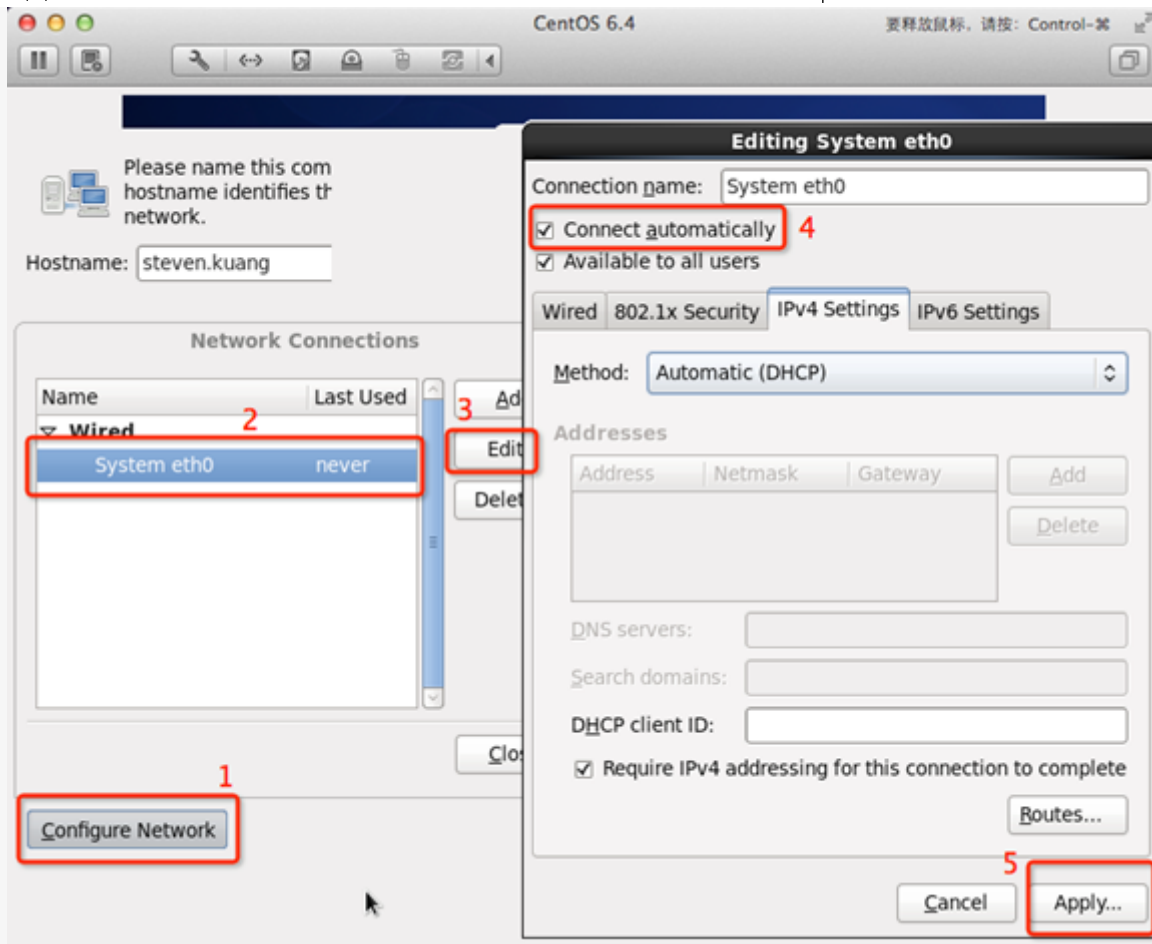 CentOS 6.4
要释放鼠标，请按：Control-⌘
Please name this com
hostname identifies th
network.
Hostname: steven.kuang
Network Connections
Name Last Used
2
Wired
System eth0 never
3
Ad
Edit
Delet
Clo
1
Configure Network
Editing System eth0
Connection name: System eth0
Connect automatically 4
Available to all users
Wired 802.1x Security IPv4 Settings IPv6 Settings
Method: Automatic (DHCP)
Addresses
Address Netmask Gateway Add
Delete
DNS servers:
Search domains:
DHCP client ID:
Require IPv4 addressing for this connection to complete
Routes...
5
Cancel Apply...